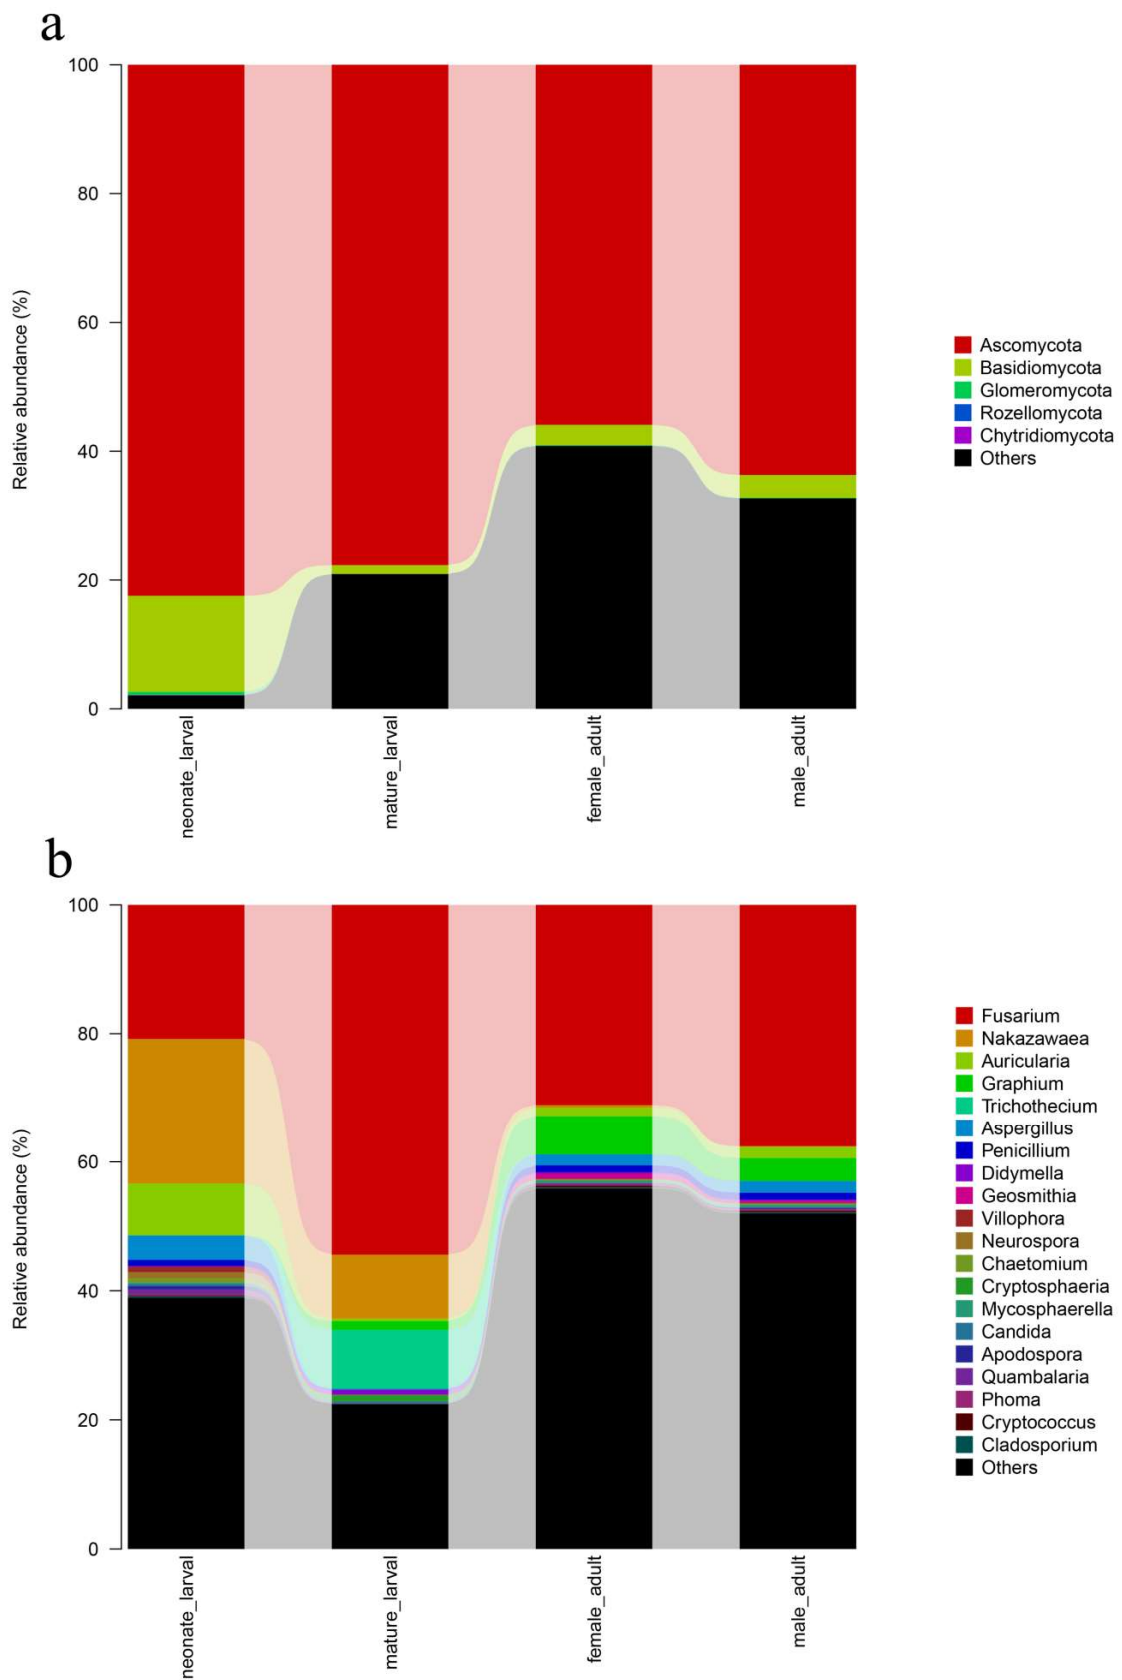 a
100
80
60
40
20
0
Relative abundance (%)
neonate_larval
mature_larval
female_adult
male_adult
Ascomycota
Basidiomycota
Glomeromycota
Rozellomycota
Chytridiomycota
Others
b
100
80
60
40
20
0
Relative abundance (%)
neonate_larval
mature_larval
female_adult
male_adult
Fusarium
Nakazawaea
Auricularia
Graphium
Trichothecium
Aspergillus
Penicillium
Didymella
Geosmithia
Villophora
Neurospora
Chaetomium
Cryptosphaeria
Mycosphaerella
Candida
Apodospora
Quambalaria
Phoma
Cryptococcus
Cladosporium
Others